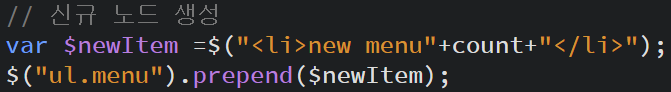 // 신규 노드 생성
var $newItem =$("<li>new menu"+count+"</li>");
$("ul.menu").prepend($newItem);